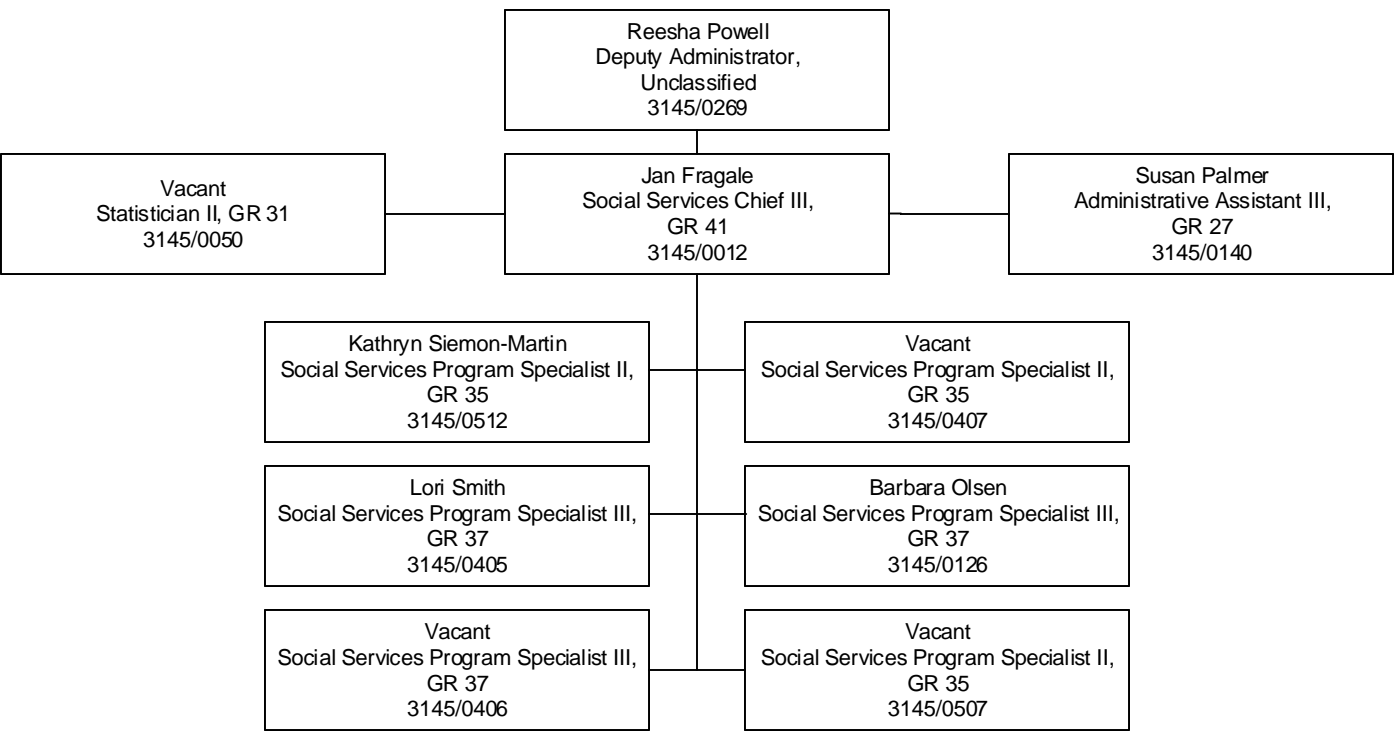 Reesha Powell
Deputy Administrator,
Unclassified
3145/0269
Vacant
Statistician II, GR 31
3145/0050
Jan Fragale
Social Services Chief III,
GR 41
3145/0012
Susan Palmer
Administrative Assistant III,
GR 27
3145/0140
Kathryn Siemon-Martin
Social Services Program Specialist II,
GR 35
3145/0512
Vacant
Social Services Program Specialist II,
GR 35
3145/0407
Lori Smith
Social Services Program Specialist III,
GR 37
3145/0405
Barbara Olsen
Social Services Program Specialist III,
GR 37
3145/0126
Vacant
Social Services Program Specialist III,
GR 37
3145/0406
Vacant
Social Services Program Specialist II,
GR 35
3145/0507